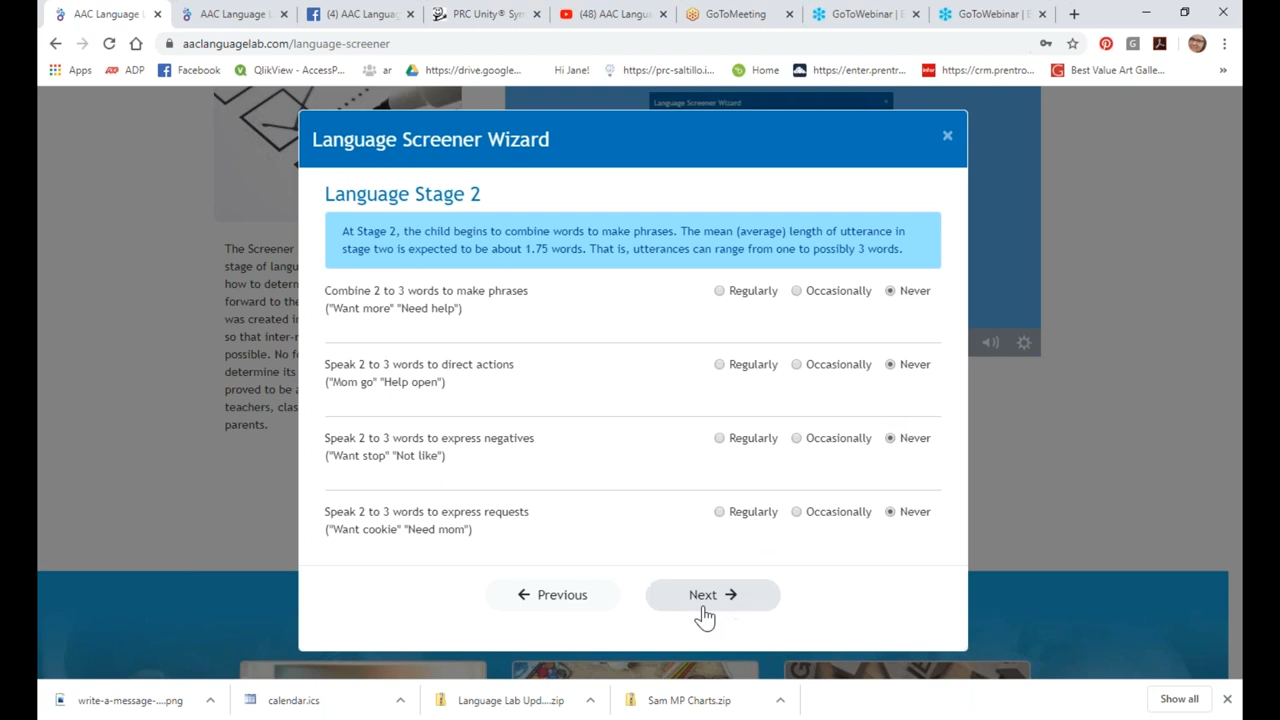 AAC Language L
AAC Language L
(4) AAC Langua
PRC Unity® Sym
(48) AAC Langu
GoToMeeting
GoToWebinar | E
GoToWebinar | E
aaclanguagelab.com/language-screener
Apps
ADP
Facebook
QlikView - AccessP...
ar
https://drive.google...
Hi Jane!
https://prc-saltillo.i...
Home
https://enter.prentr...
https://crm.prentro...
Best Value Art Galle...
»
Language Screener Wizard
Language Screener Wizard
Language Stage 2
At Stage 2, the child begins to combine words to make phrases. The mean (average) length of utterance in
stage two is expected to be about 1.75 words. That is, utterances can range from one to possibly 3 words.
Combine 2 to 3 words to make phrases
("Want more" "Need help")
Regularly Occasionally Never
Speak 2 to 3 words to direct actions
("Mom go" "Help open")
Regularly Occasionally Never
Speak 2 to 3 words to express negatives
("Want stop" "Not like")
Regularly Occasionally Never
Speak 2 to 3 words to express requests
("Want cookie" "Need mom")
Regularly Occasionally Never
Previous
Next
The Screener
stage of langu
how to determ
forward to the
was created i
so that inter-r
possible. No f
determine its
proved to be a
teachers, clas
parents.
write-a-message-....png
calendar.ics
Language Lab Upd....zip
Sam MP Charts.zip
Show all